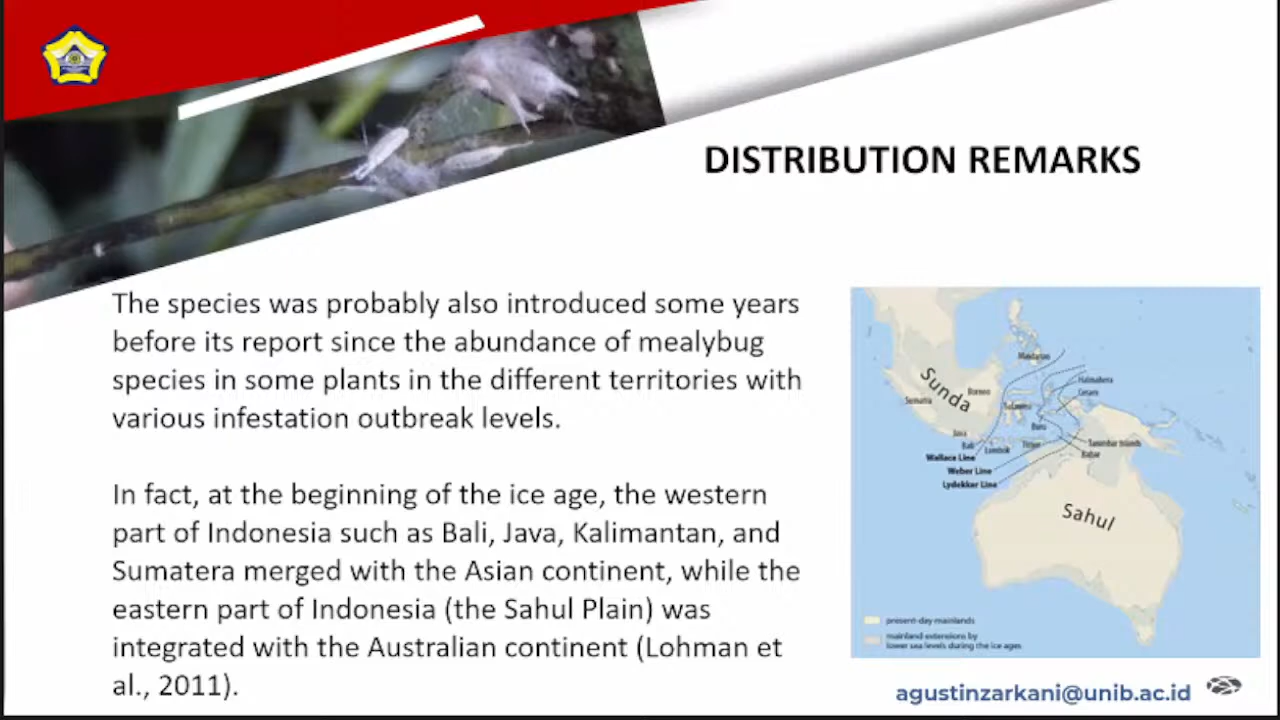 DISTRIBUTION REMARKS
The species was probably also introduced some years
before its report since the abundance of mealybug
species in some plants in the different territories with
various infestation outbreak levels.
In fact, at the beginning of the ice age, the western
part of Indonesia such as Bali, Java, Kalimantan, and
Sumatera merged with the Asian continent, while the
eastern part of Indonesia (the Sahul Plain) was
integrated with the Australian continent (Lohman et
al., 2011).
Mindanao
Sunda
Borneo
Sumatra
Halmahera
Ceram
Sulawesi
Buru
Java
Bali
Lombok
Timor
Tanimbar Islands
Babar
Wallace Line
Weber Line
Lydekker Line
Sahul
present-day mainlands
mainland extensions by
lower sea levels during the ice ages
agustinzarkani@unib.ac.id